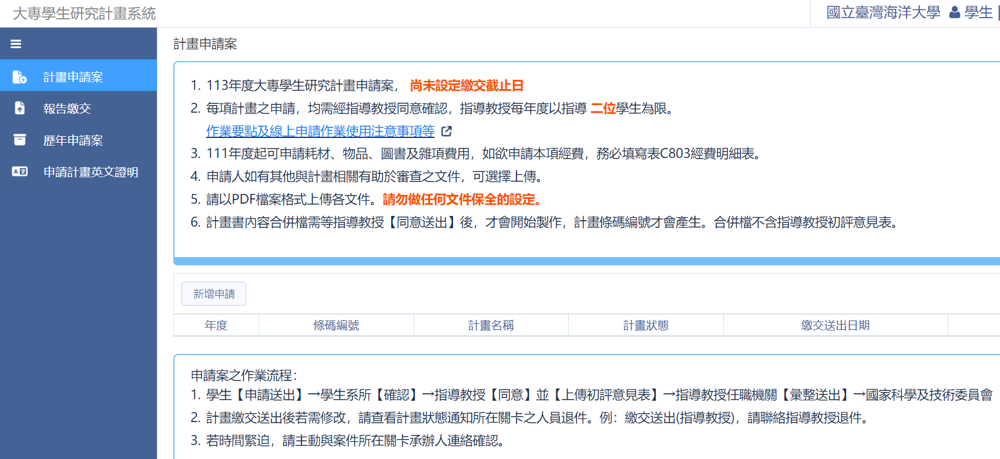 大專學生研究計畫系統
國立臺灣海洋大學 學生
計畫申請案
報告繳交
歷年申請案
申請計畫英文證明
計畫申請案
1. 113年度大專學生研究計畫申請案， 尚未設定繳交截止日
2. 每項計畫之申請，均需經指導教授同意確認，指導教授每年度以指導 二位學生為限。
作業要點及線上申請作業使用注意事項等
3. 111年度起可申請耗材、物品、圖書及雜項費用，如欲申請本項經費，務必填寫表C803經費明細表。
4. 申請人如有其他與計畫相關有助於審查之文件，可選擇上傳。
5. 請以PDF檔案格式上傳各文件。請勿做任何文件保全的設定。
6. 計畫書內容合併檔需等指導教授【同意送出】後，才會開始製作，計畫條碼編號才會產生。合併檔不含指導教授初評意見表。
新增申請
年度 條碼編號 計畫名稱 計畫狀態 繳交送出日期
申請案之作業流程：
1. 學生【申請送出】→學生系所【確認】→指導教授【同意】並【上傳初評意見表】→指導教授任職機關【彙整送出】→國家科學及技術委員會
2. 計畫繳交送出後若需修改，請查看計畫狀態通知所在關卡之人員退件。例：繳交送出(指導教授)，請聯絡指導教授退件。
3. 若時間緊迫，請主動與案件所在關卡承辦人連絡確認。